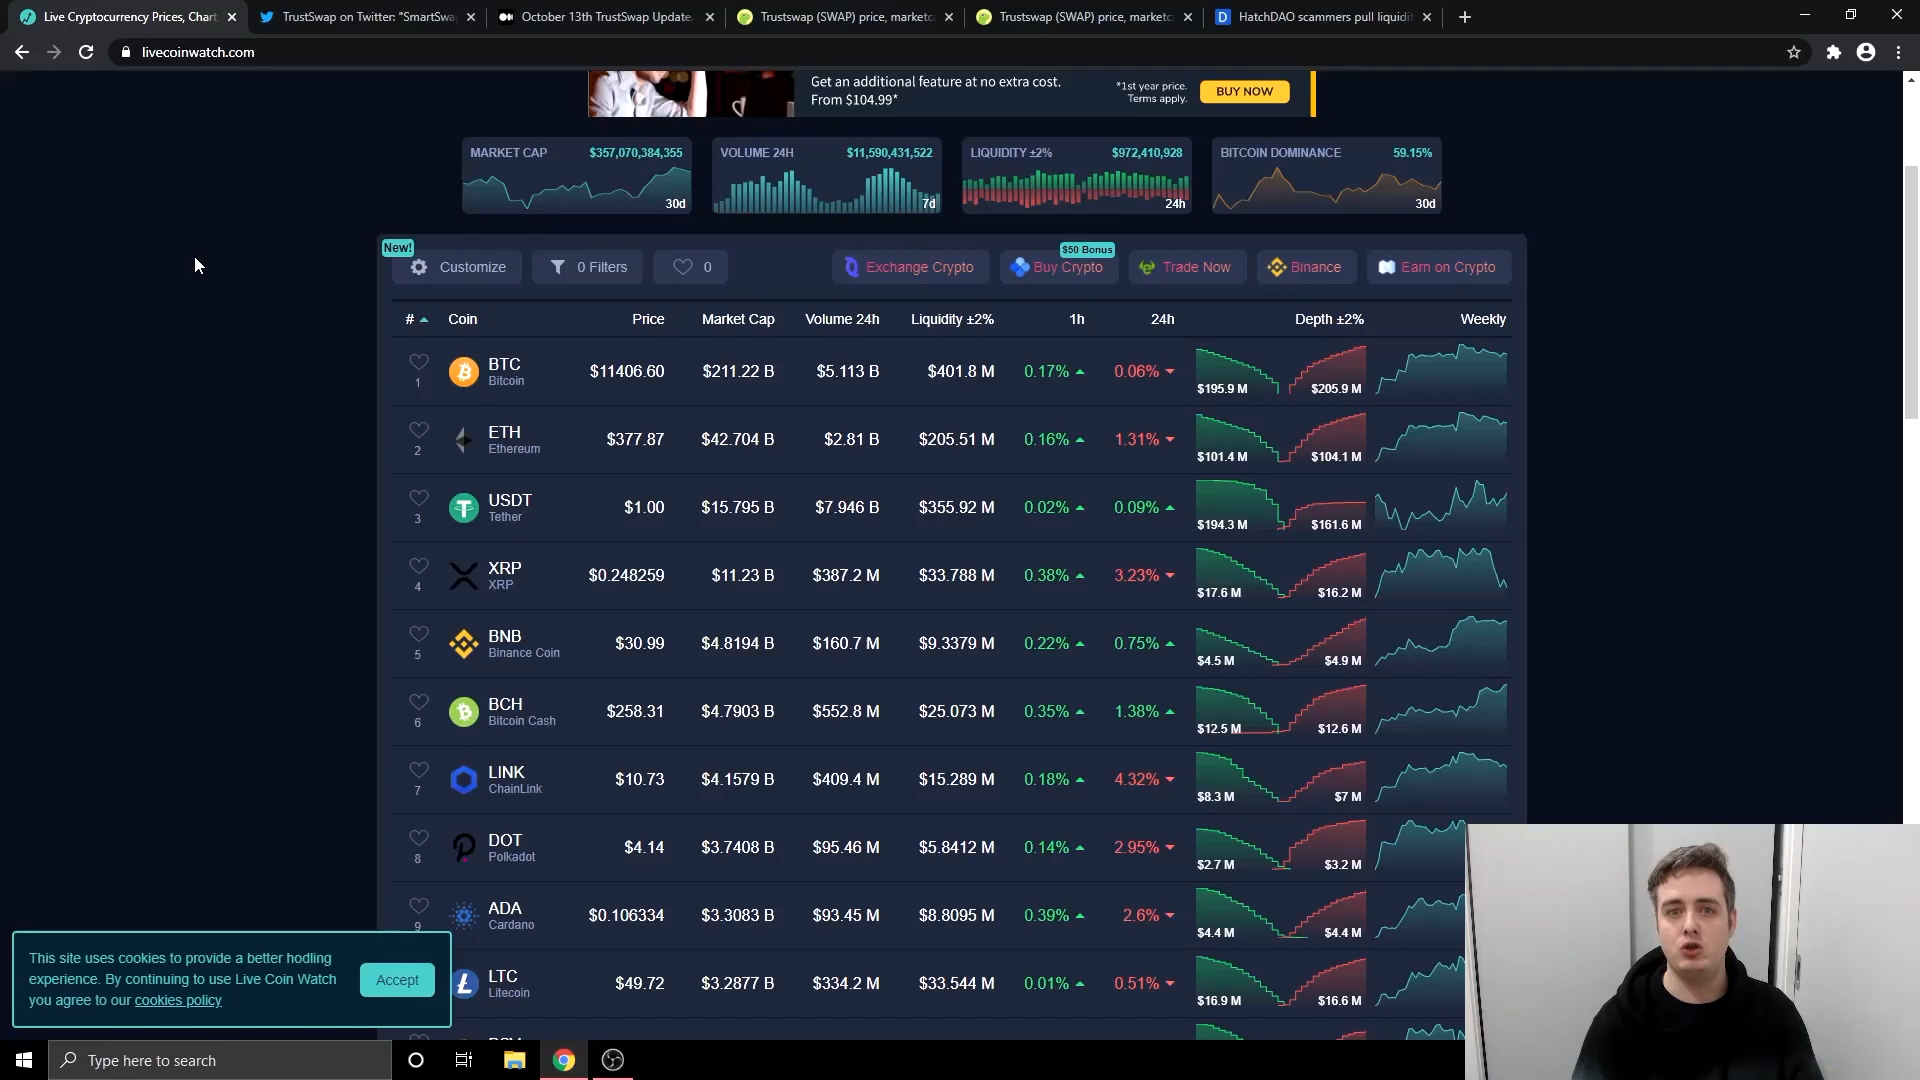 Live Cryptocurrency Prices, Chart
TrustSwap on Twitter: "SmartSwa
October 13th TrustSwap Update.
Trustswap (SWAP) price, marketc
Trustswap (SWAP) price, marketc
HatchDAO scammers pull liquidit
livecoinwatch.com
Get an additional feature at no extra cost.
From $104.99*
*1st year price.
Terms apply.
BUY NOW
MARKET CAP $357,070,384,355
30d
VOLUME 24H $11,590,431,522
7d
LIQUIDITY ±2% $972,410,928
24h
BITCOIN DOMINANCE 59.15%
30d
New!
Customize
0 Filters
0
Exchange Crypto
$50 Bonus
Buy Crypto
Trade Now
Binance
Earn on Crypto
# Coin Price Market Cap Volume 24h Liquidity ±2% 1h 24h Depth ±2% Weekly
1 BTC Bitcoin $11406.60 $211.22 B $5.113 B $401.8 M 0.17% 0.06% $195.9 M $205.9 M
2 ETH Ethereum $377.87 $42.704 B $2.81 B $205.51 M 0.16% 1.31% $101.4 M $104.1 M
3 USDT Tether $1.00 $15.795 B $7.946 B $355.92 M 0.02% 0.09% $194.3 M $161.6 M
4 XRP XRP $0.248259 $11.23 B $387.2 M $33.788 M 0.38% 3.23% $17.6 M $16.2 M
5 BNB Binance Coin $30.99 $4.8194 B $160.7 M $9.3379 M 0.22% 0.75% $4.5 M $4.9 M
6 BCH Bitcoin Cash $258.31 $4.7903 B $552.8 M $25.073 M 0.35% 1.38% $12.5 M $12.6 M
7 LINK ChainLink $10.73 $4.1579 B $409.4 M $15.289 M 0.18% 4.32% $8.3 M $7 M
8 DOT Polkadot $4.14 $3.7408 B $95.46 M $5.8412 M 0.14% 2.95% $2.7 M $3.2 M
9 ADA Cardano $0.106334 $3.3083 B $93.45 M $8.8095 M 0.39% 2.6% $4.4 M $4.4 M
LTC Litecoin $49.72 $3.2877 B $334.2 M $33.544 M 0.01% 0.51% $16.9 M $16.6 M
This site uses cookies to provide a better hodling
experience. By continuing to use Live Coin Watch
you agree to our cookies policy
Accept
Type here to search